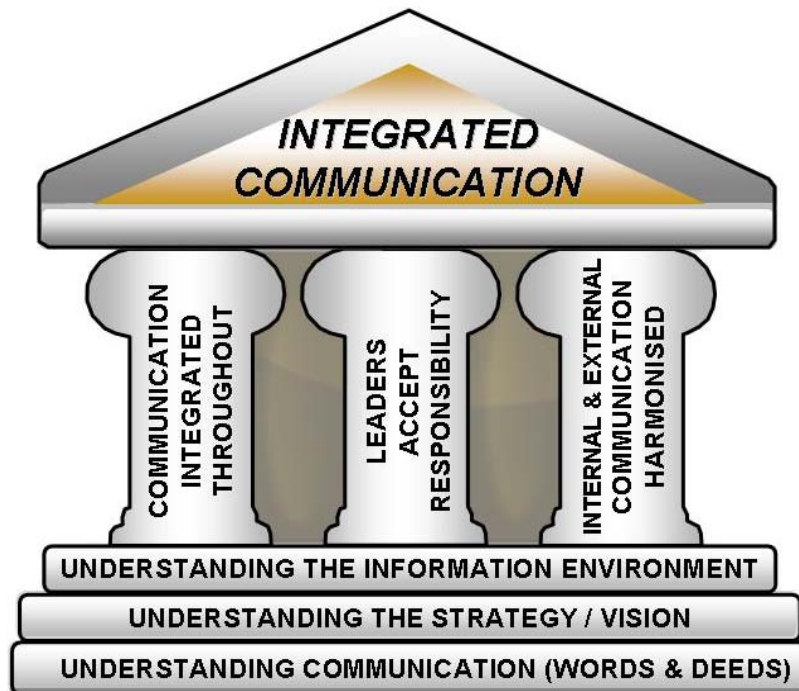 INTEGRATED
COMMUNICATION
COMMUNICATION
INTEGRATED
THROUGHOUT
LEADERS
ACCEPT
RESPONSIBILITY
INTERNAL & EXTERNAL
COMMUNICATION
HARMONISED
UNDERSTANDING THE INFORMATION ENVIRONMENT
UNDERSTANDING THE STRATEGY / VISION
UNDERSTANDING COMMUNICATION (WORDS & DEEDS)